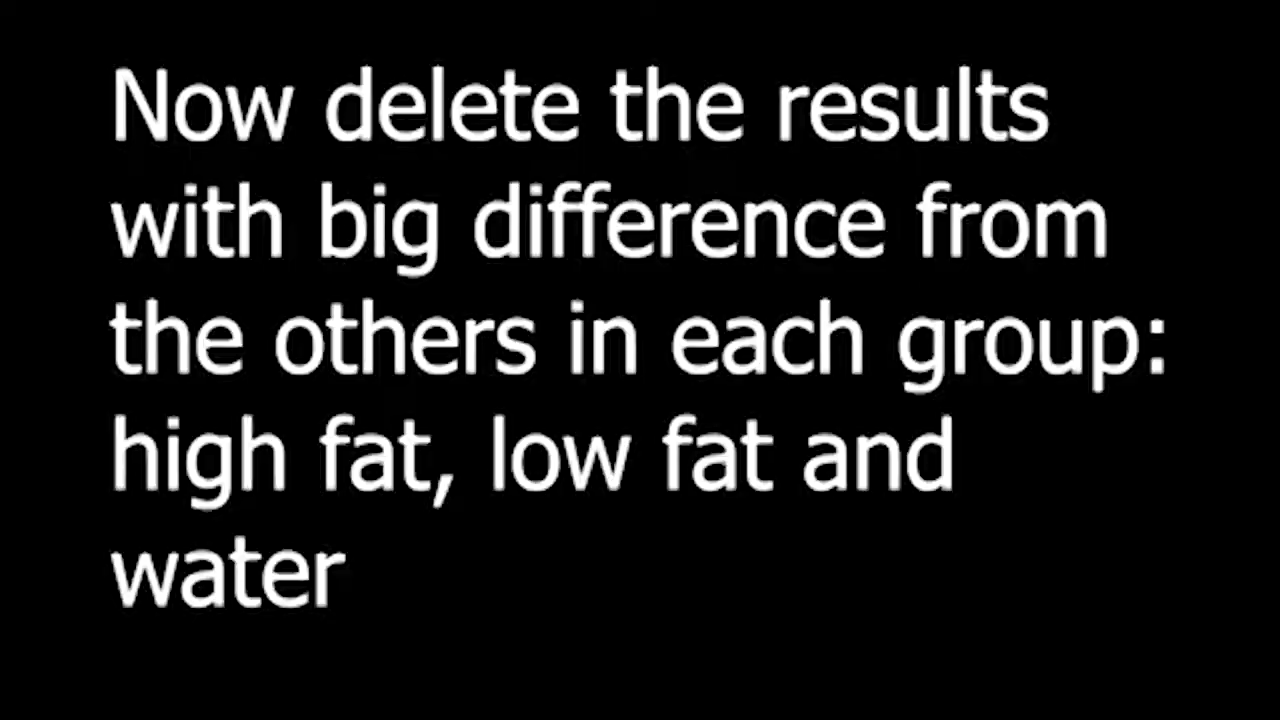 Now delete the results
with big difference from
the others in each group:
high fat, low fat and
water